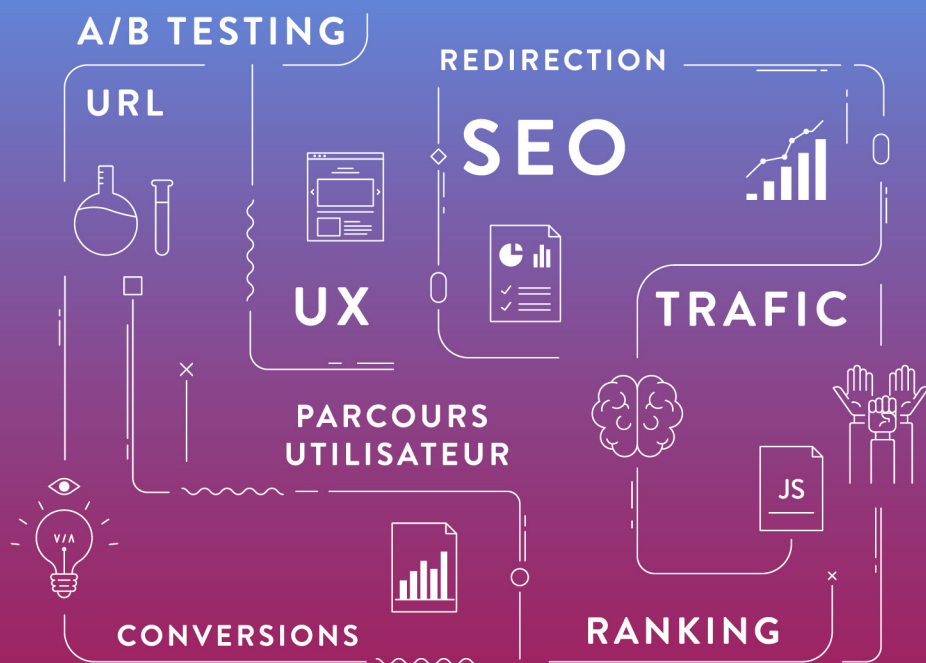 A/B TESTING
REDIRECTION
URL
SEO
UX
TRAFIC
PARCOURS
UTILISATEUR
JS
V/Λ
CONVERSIONS
RANKING